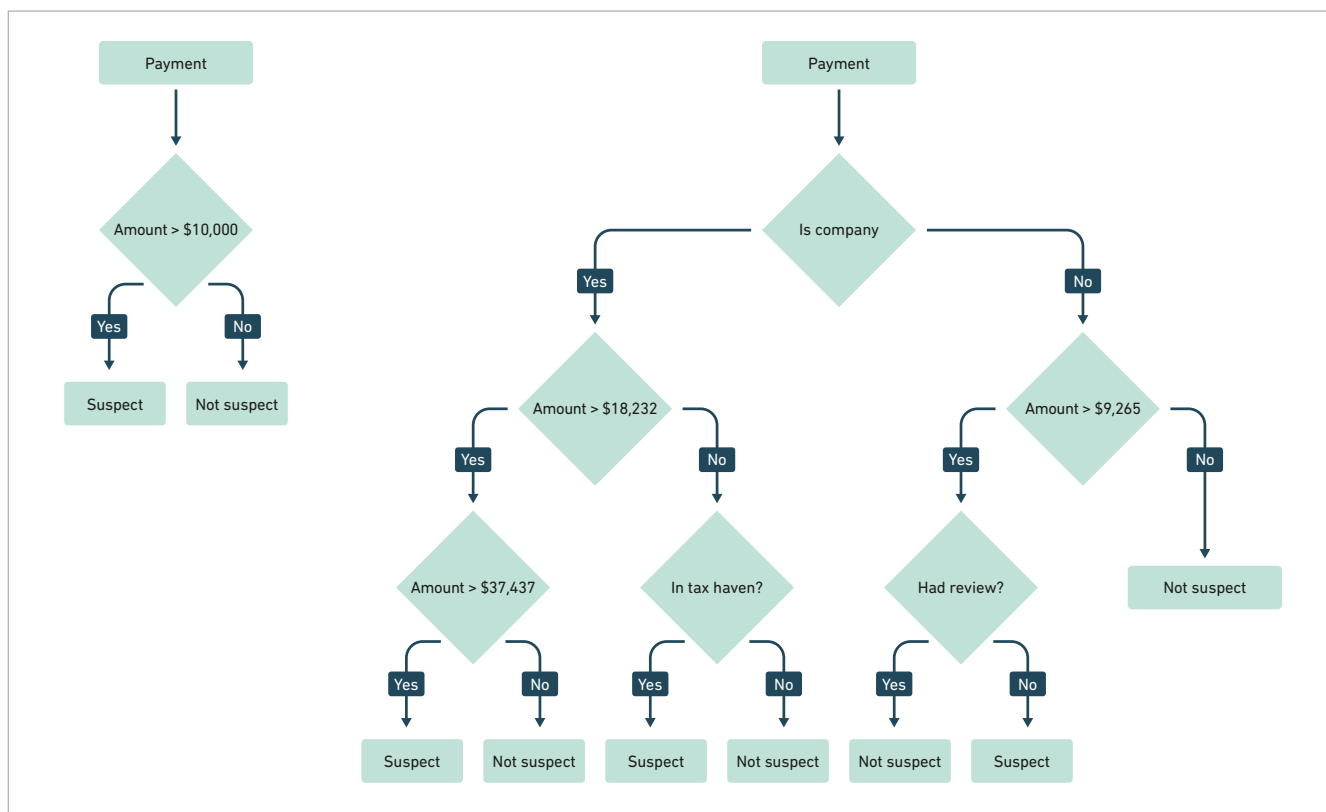 Payment
Amount > $10,000
Yes
No
Suspect
Not suspect
Payment
Is company
Yes
No
Amount > $18,232
Amount > $9,265
Yes
No
Yes
No
Amount > $37,437
In tax haven?
Had review?
Not suspect
Yes
No
Yes
No
Yes
No
Suspect
Not suspect
Suspect
Not suspect
Not suspect
Suspect